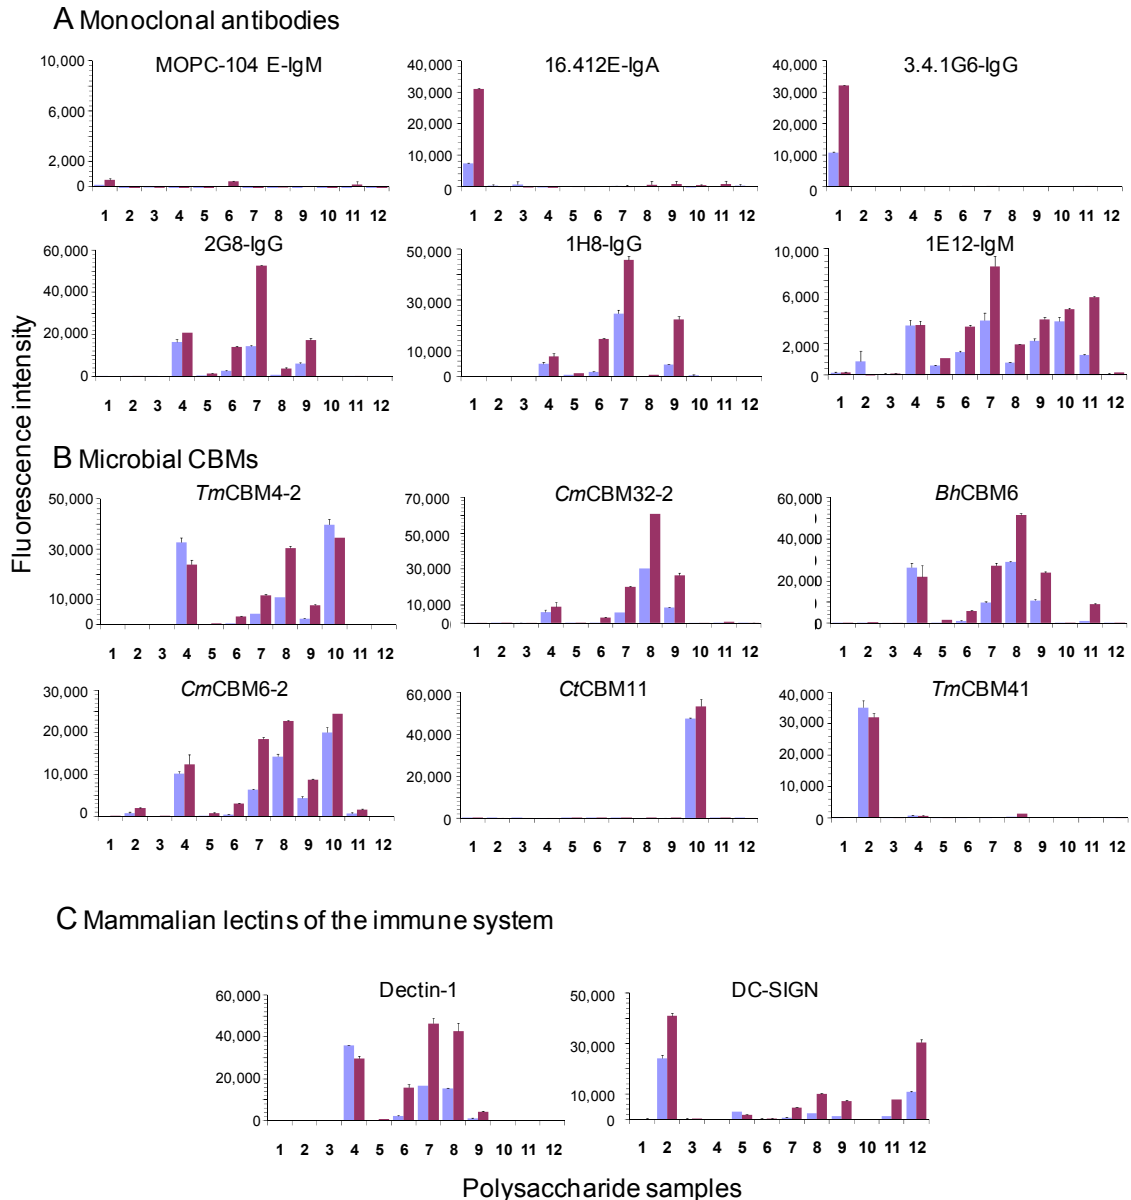 A Monoclonal antibodies
MOPC-104 E-IgM
10,000
6,000
2,000
0
1 2 3 4 5 6 7 8 9 10 11 12
16.412E-IgA
40,000
30,000
20,000
10,000
0
1 2 3 4 5 6 7 8 9 10 11 12
3.4.1G6-IgG
40,000
30,000
20,000
10,000
0
1 2 3 4 5 6 7 8 9 10 11 12
2G8-IgG
60,000
40,000
20,000
0
1 2 3 4 5 6 7 8 9 10 11 12
1H8-IgG
50,000
30,000
10,000
0
1 2 3 4 5 6 7 8 9 10 11 12
1E12-IgM
10,000
6,000
2,000
0
1 2 3 4 5 6 7 8 9 10 11 12
Fluorescence intensity
B Microbial CBMs
TmCBM4-2
50,000
30,000
10,000
0
1 2 3 4 5 6 7 8 9 10 11 12
CmCBM32-2
70,000
50,000
30,000
10,000
0
1 2 3 4 5 6 7 8 9 10 11 12
BhCBM6
60,000
40,000
20,000
0
1 2 3 4 5 6 7 8 9 10 11 12
CmCBM6-2
30,000
20,000
10,000
0
1 2 3 4 5 6 7 8 9 10 11 12
CtCBM11
60,000
40,000
20,000
0
1 2 3 4 5 6 7 8 9 10 11 12
TmCBM41
40,000
30,000
20,000
10,000
0
1 2 3 4 5 6 7 8 9 10 11 12
C Mammalian lectins of the immune system
Dectin-1
60,000
40,000
20,000
0
1 2 3 4 5 6 7 8 9 10 11 12
DC-SIGN
50,000
30,000
10,000
0
1 2 3 4 5 6 7 8 9 10 11 12
Polysaccharide samples